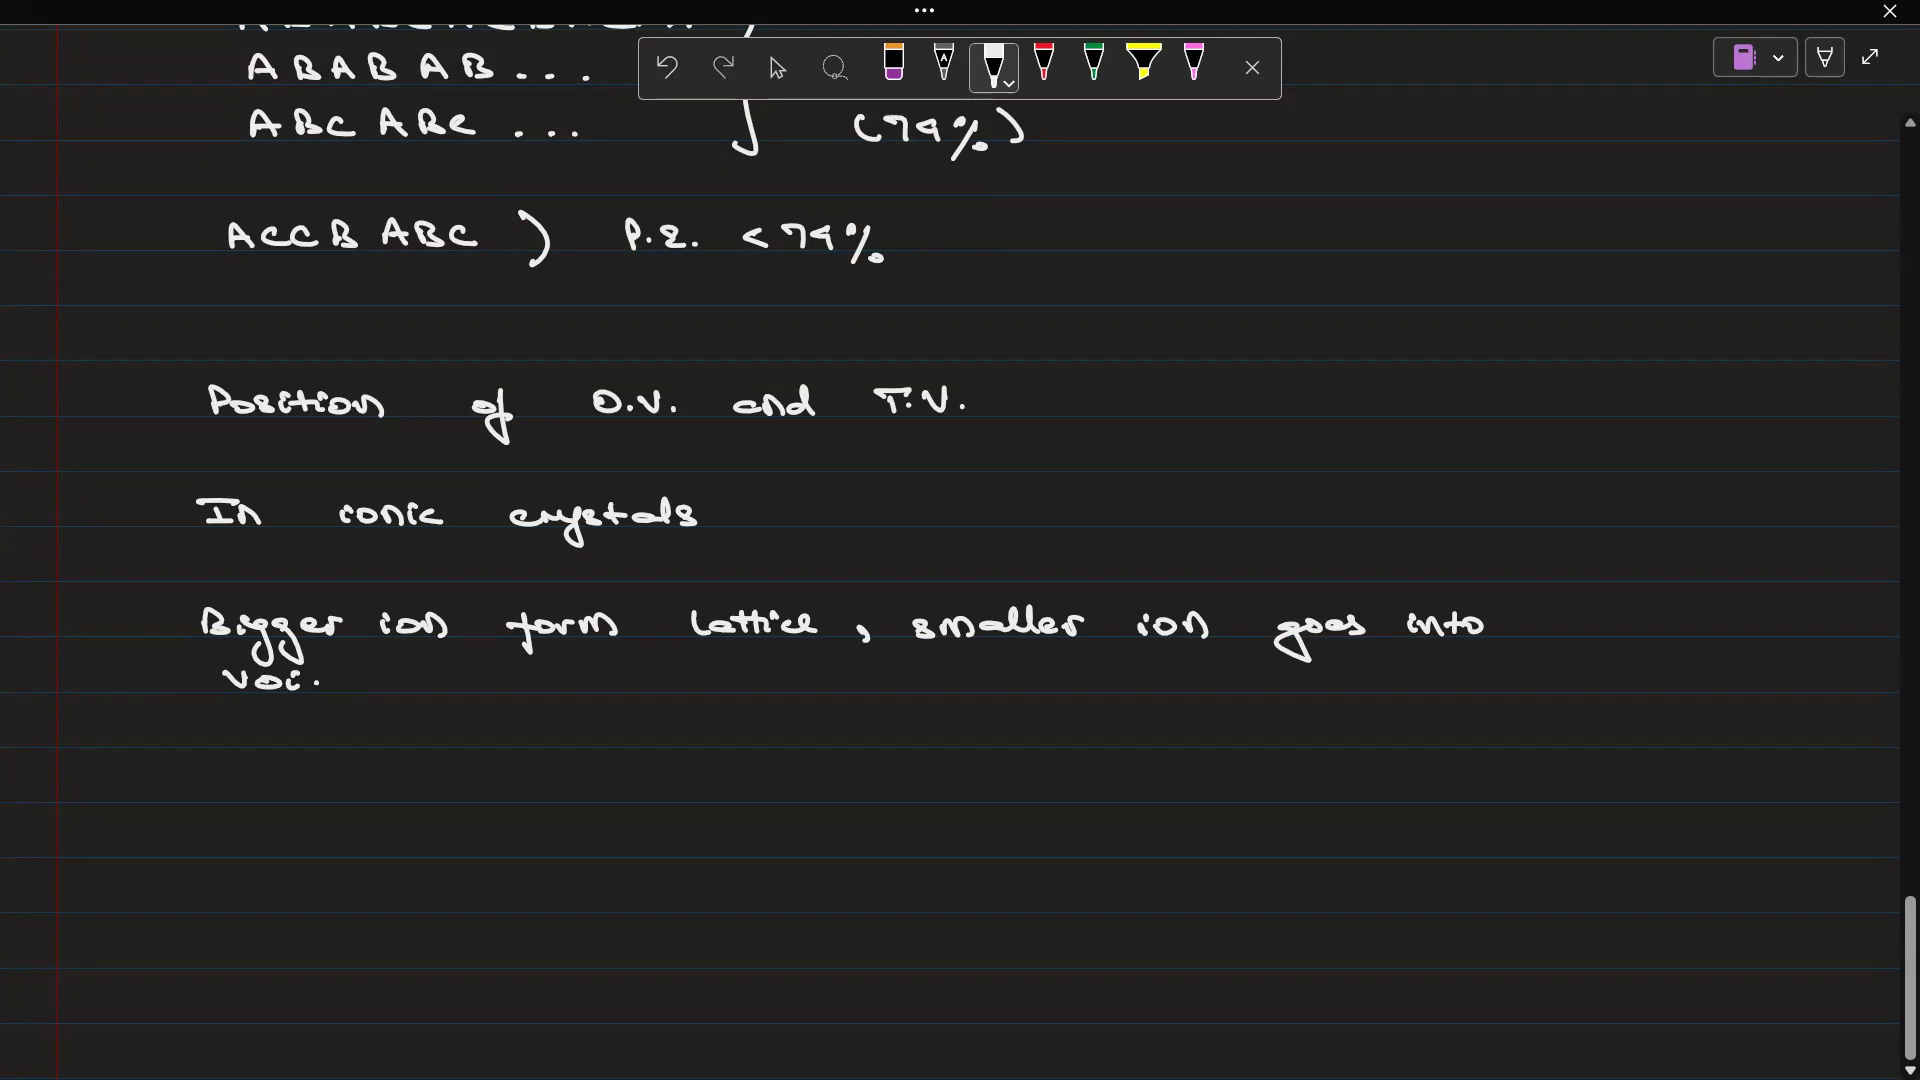 ABABAB...
ABCABC... (74%)
ACCBABC) P.E. <74%
Position of O.V. and T.V.
In ionic crystals
Bigger ion form lattice, smaller ion goes into
voi.